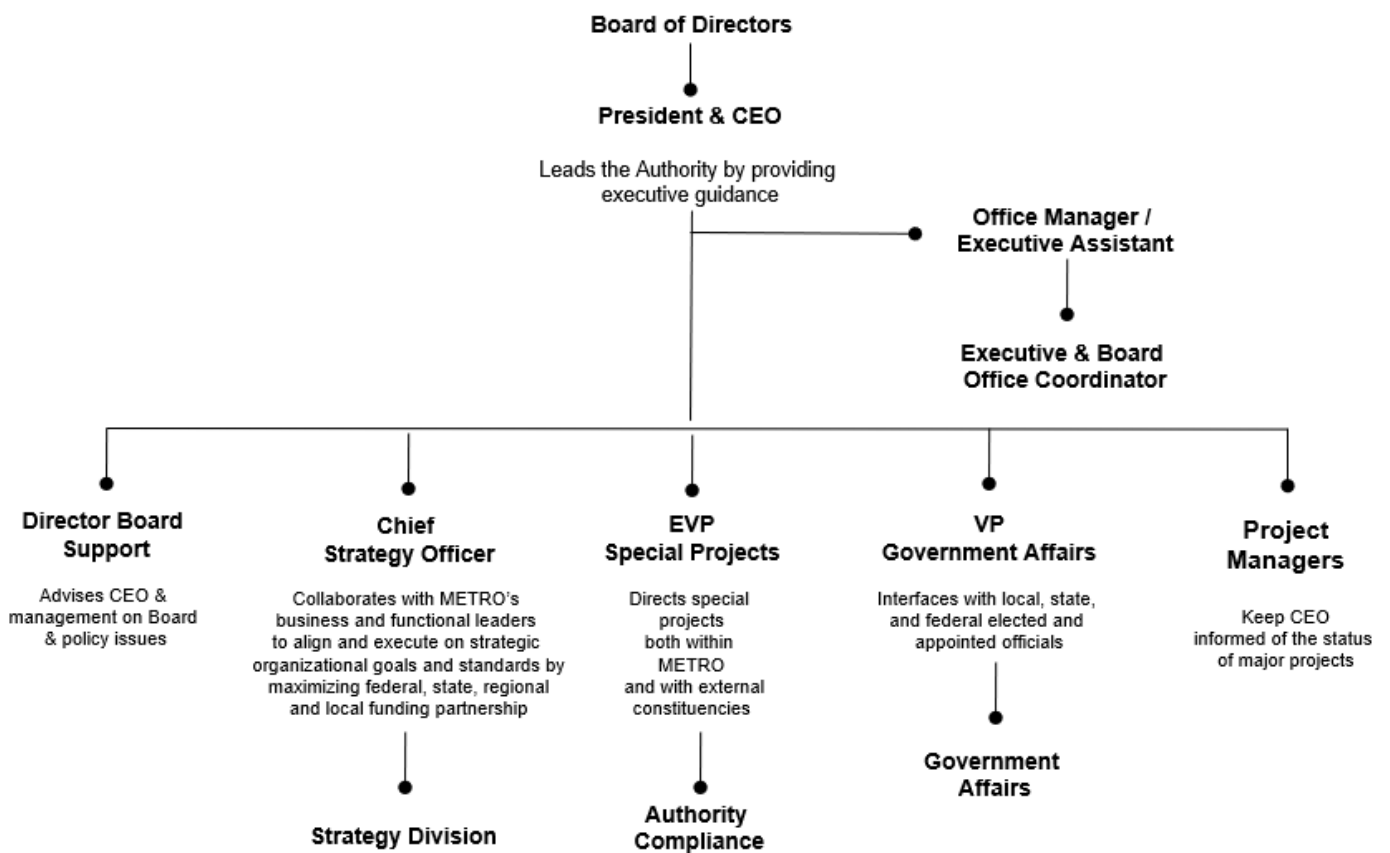 Board of Directors
President & CEO
Leads the Authority by providing
executive guidance
Office Manager /
Executive Assistant
Executive & Board
Office Coordinator
Director Board
Support
Advises CEO &
management on Board
& policy issues
Chief
Strategy Officer
Collaborates with METRO's
business and functional leaders
to align and execute on strategic
organizational goals and standards by
maximizing federal, state, regional
and local funding partnership
Strategy Division
EVP
Special Projects
Directs special
projects
both within
METRO
and with external
constituencies
Authority
Compliance
VP
Government Affairs
Interfaces with local, state,
and federal elected and
appointed officials
Government
Affairs
Project
Managers
Keep CEO
informed of the status
of major projects